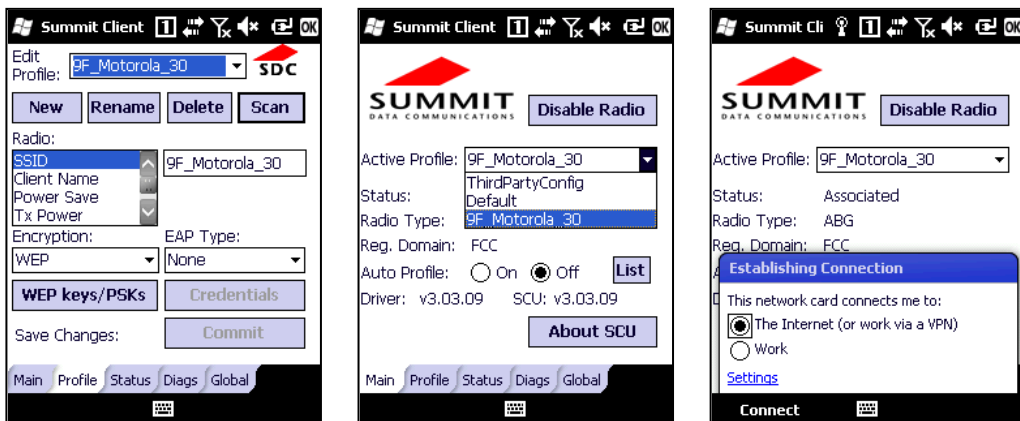 Summit Client 1 OK
Edit
Profile: 9F_Motorola_30
SDC
New Rename Delete Scan
Radio:
SSID
Client Name
Power Save
Tx Power
9F_Motorola_30
Encryption: EAP Type:
WEP None
WEP keys/PSKs Credentials
Save Changes: Commit
Main Profile Status Diags Global
Summit Client 1 OK
SUMMIT
DATA COMMUNICATIONS
Disable Radio
Active Profile: 9F_Motorola_30
ThirdPartyConfig
Default
9F_Motorola_30
Status:
Radio Type:
Reg. Domain: FCC
Auto Profile: On Off List
Driver: v3.03.09 SCU: v3.03.09
About SCU
Main Profile Status Diags Global
Summit Cli 1 OK
SUMMIT
DATA COMMUNICATIONS
Disable Radio
Active Profile: 9F_Motorola_30
Status: Associated
Radio Type: ABG
Reg. Domain: FCC
Establishing Connection
This network card connects me to:
The Internet (or work via a VPN)
Work
Settings
Connect